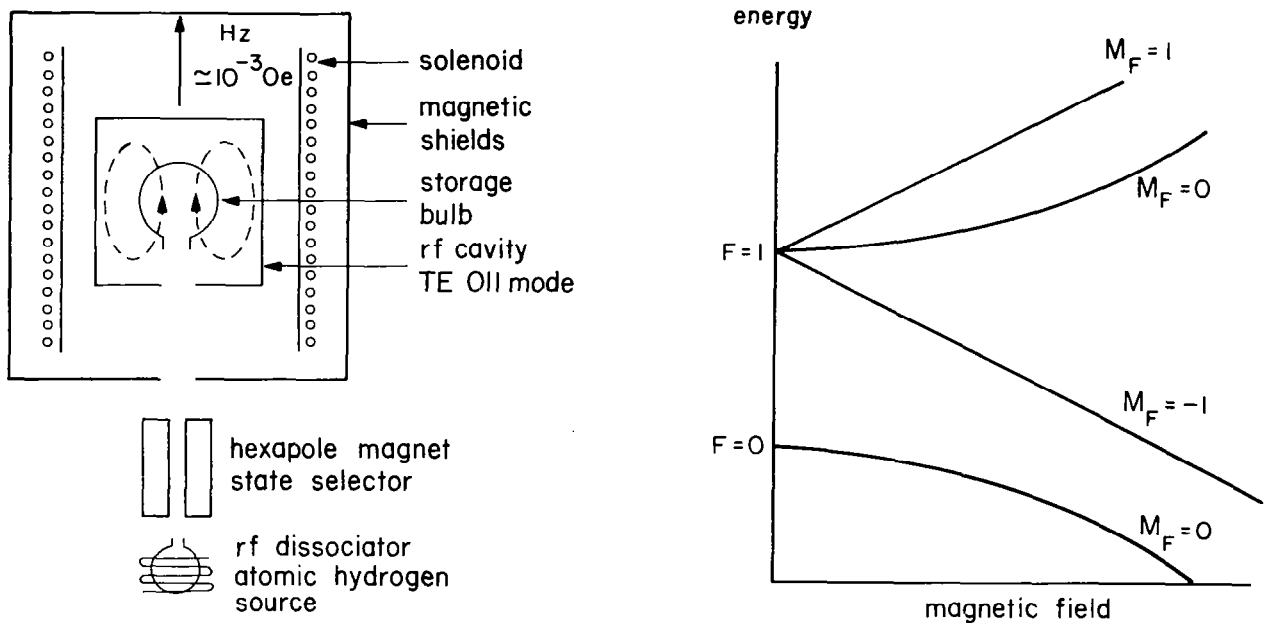 Hz
≃10⁻³Oe
solenoid
magnetic
shields
storage
bulb
rf cavity
TE 011 mode
hexapole magnet
state selector
rf dissociator
atomic hydrogen
source
energy
M_F=1
M_F=0
F=1
M_F=−1
F=0
M_F=0
magnetic field